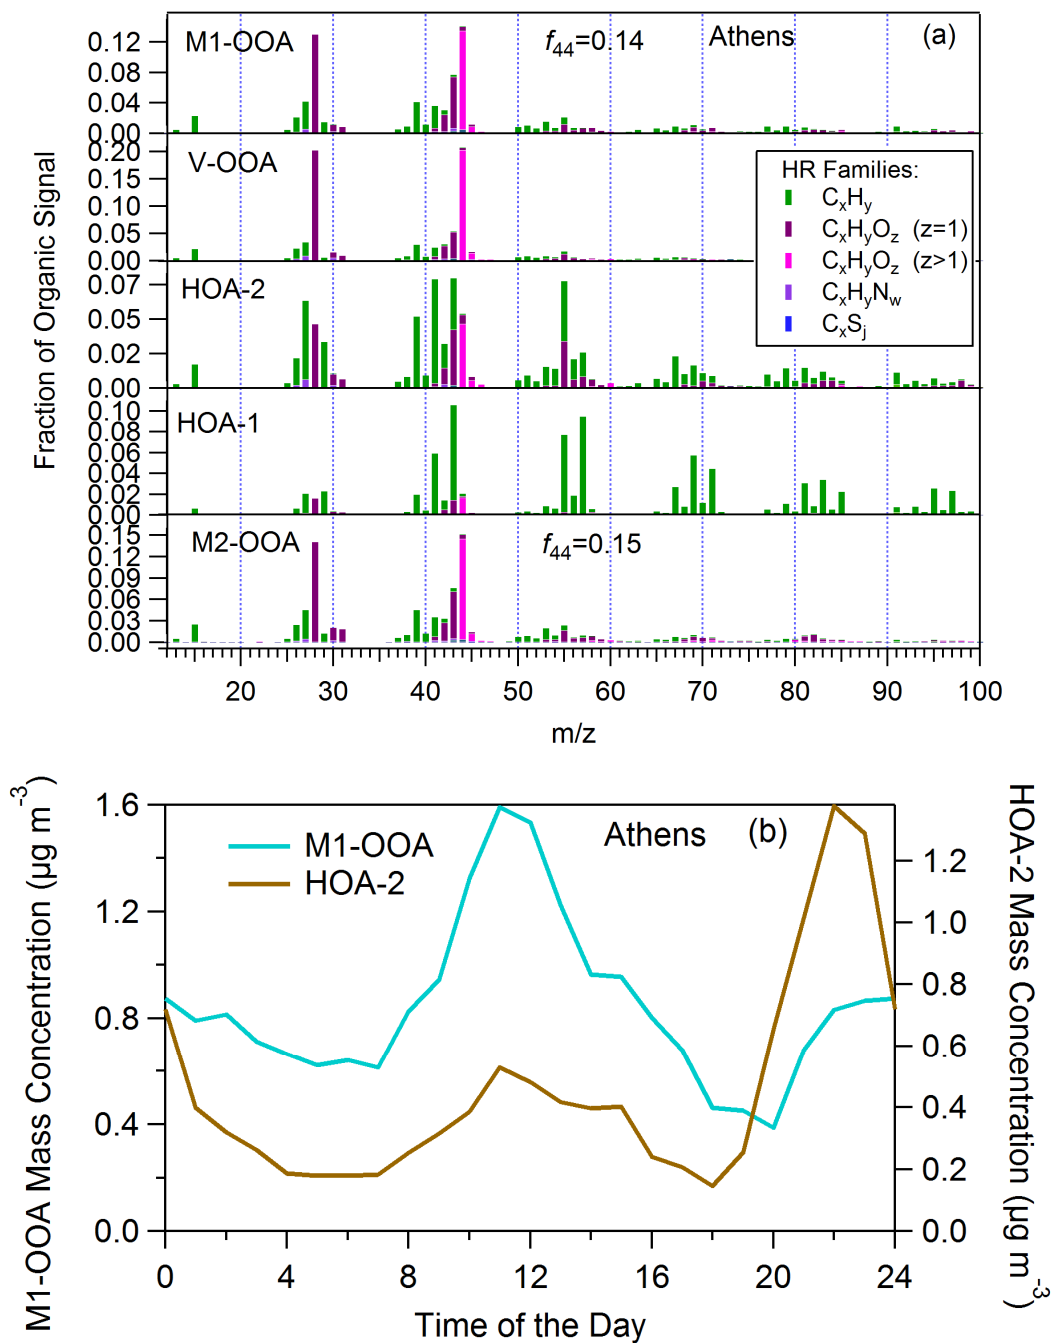 M1-OOA
f44=0.14
Athens
(a)
0.12
0.08
0.04
0.00
V-OOA
0.20
0.15
0.10
0.05
0.00
HR Families:
CxHy
CxHyOz (z=1)
CxHyOz (z>1)
CxHyNw
CxSj
HOA-2
0.07
0.05
0.02
0.00
HOA-1
0.10
0.08
0.06
0.04
0.02
0.00
M2-OOA
f44=0.15
0.15
0.12
0.09
0.06
0.03
0.00
Fraction of Organic Signal
20 30 40 50 60 70 80 90 100
m/z
M1-OOA Mass Concentration (µg m-3)
1.6
1.2
0.8
0.4
0.0
M1-OOA
HOA-2
Athens
(b)
1.2
1.0
0.8
0.6
0.4
0.2
0.0
HOA-2 Mass Concentration (µg m-3)
0 4 8 12 16 20 24
Time of the Day